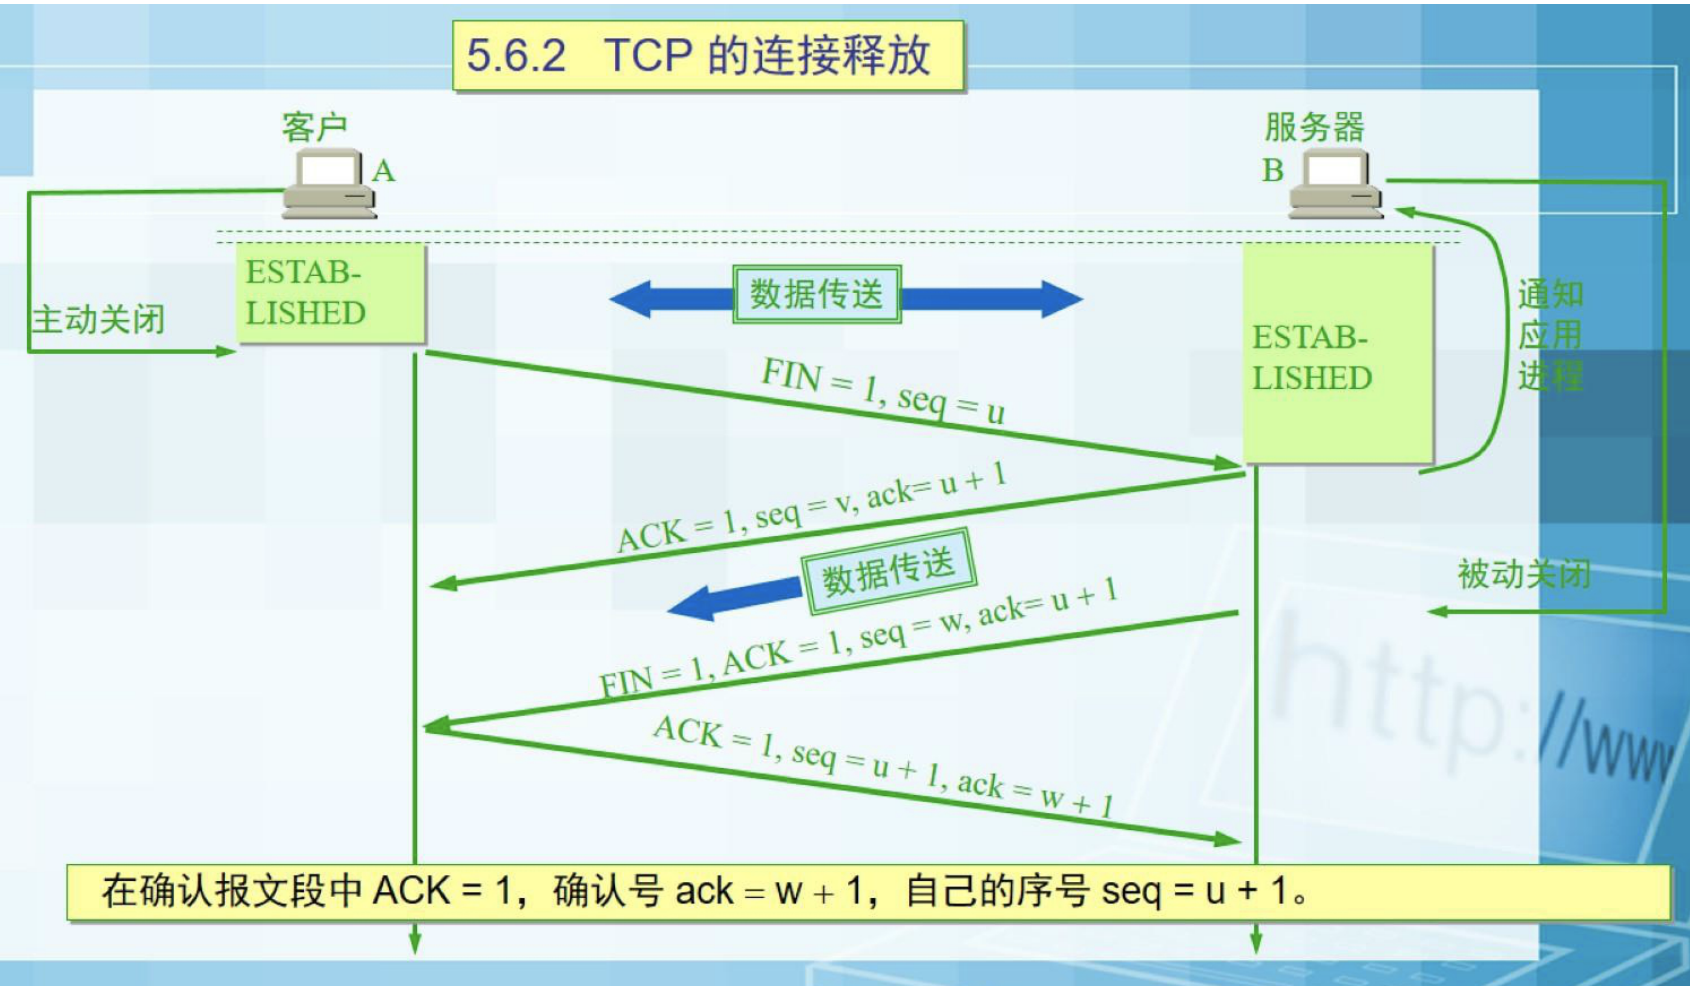 5.6.2 TCP 的连接释放
客户
服务器
A
B
ESTAB-
LISHED
数据传送
通知
应用
进程
主动关闭
ESTAB-
LISHED
FIN = 1, seq = u
ACK = 1, seq = v, ack= u + 1
数据传送
被动关闭
FIN = 1, ACK = 1, seq = w, ack= u + 1
ACK = 1, seq = u + 1, ack = w + 1
http://www
在确认报文段中 ACK = 1，确认号 ack = w + 1，自己的序号 seq = u + 1。